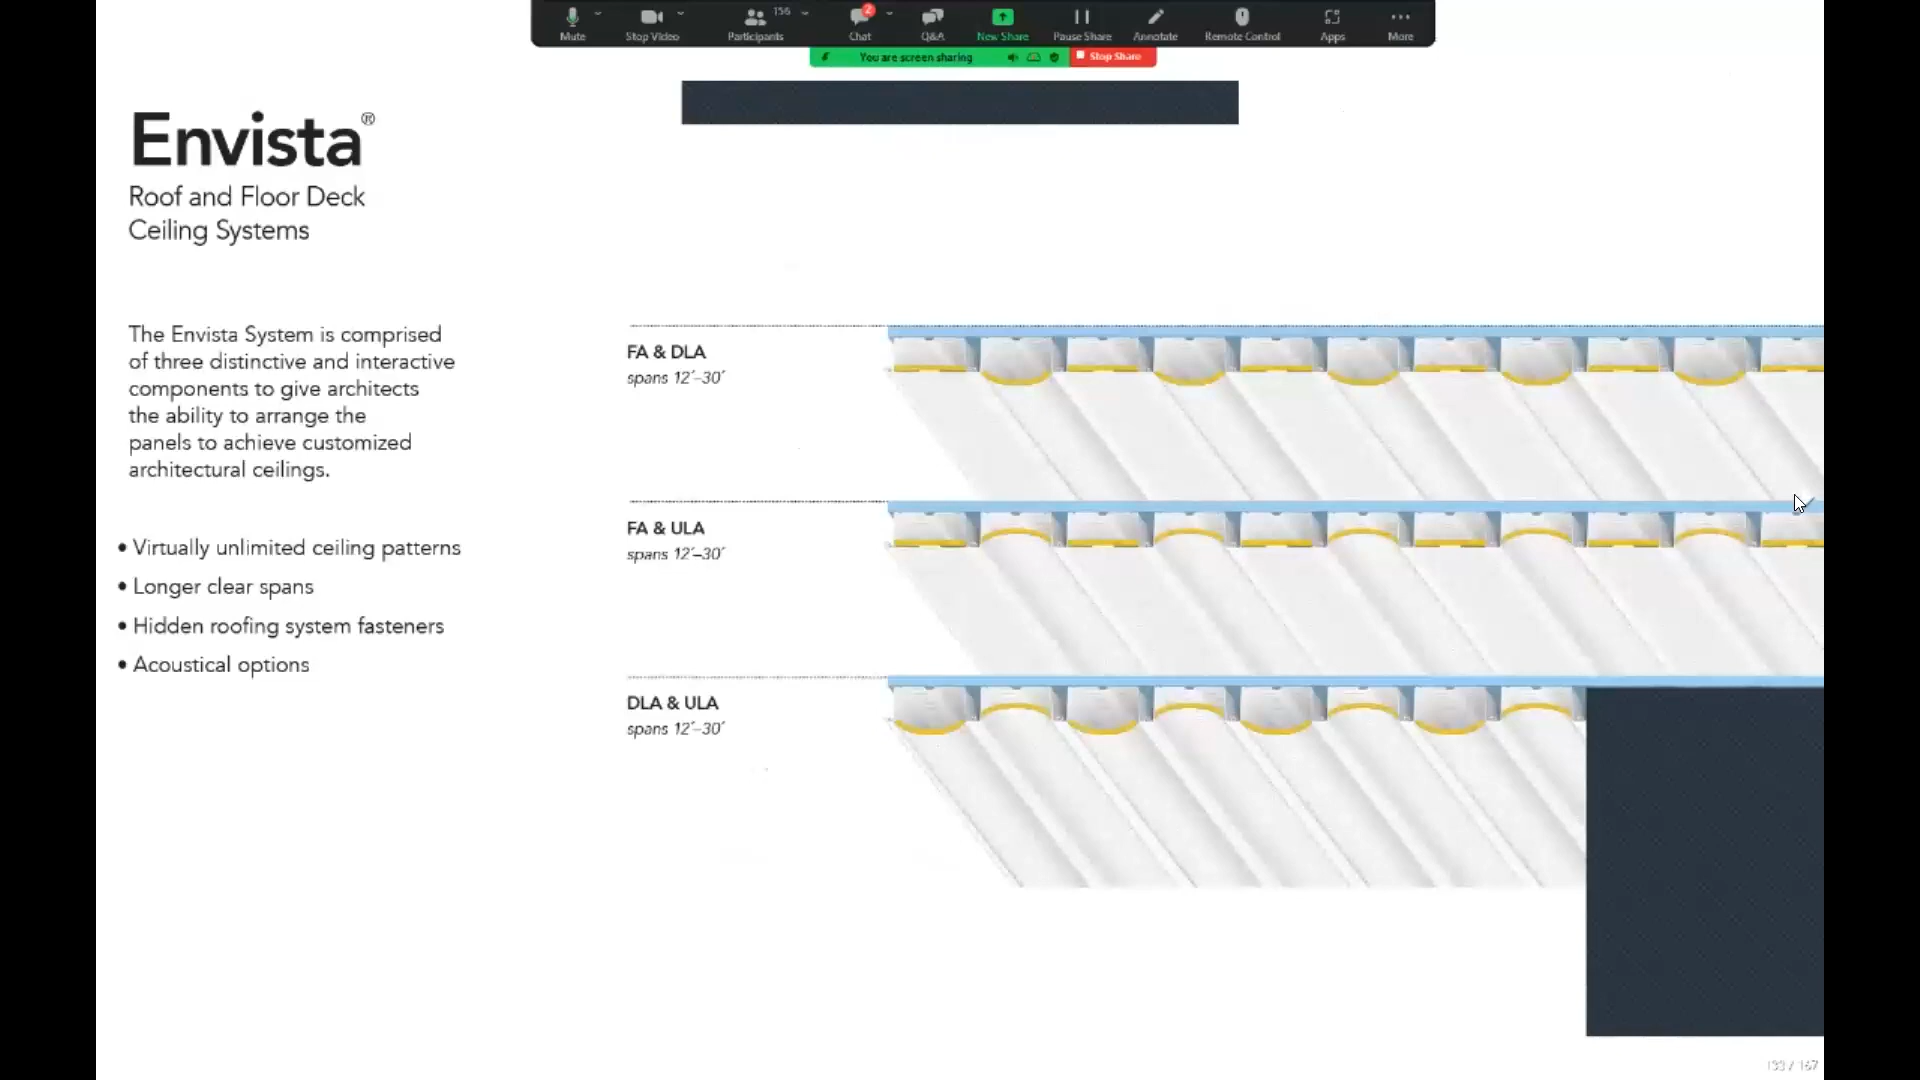 156
2
Mute
Stop Video
Participants
Chat
Q&A
New Share
Pause Share
Annotate
Remote Control
Apps
More
You are screen sharing
Stop Share
Envista®
Roof and Floor Deck
Ceiling Systems
The Envista System is comprised
of three distinctive and interactive
components to give architects
the ability to arrange the
panels to achieve customized
architectural ceilings.
• Virtually unlimited ceiling patterns
• Longer clear spans
• Hidden roofing system fasteners
• Acoustical options
FA & DLA
spans 12′–30′
FA & ULA
spans 12′–30′
DLA & ULA
spans 12′–30′
133 / 167